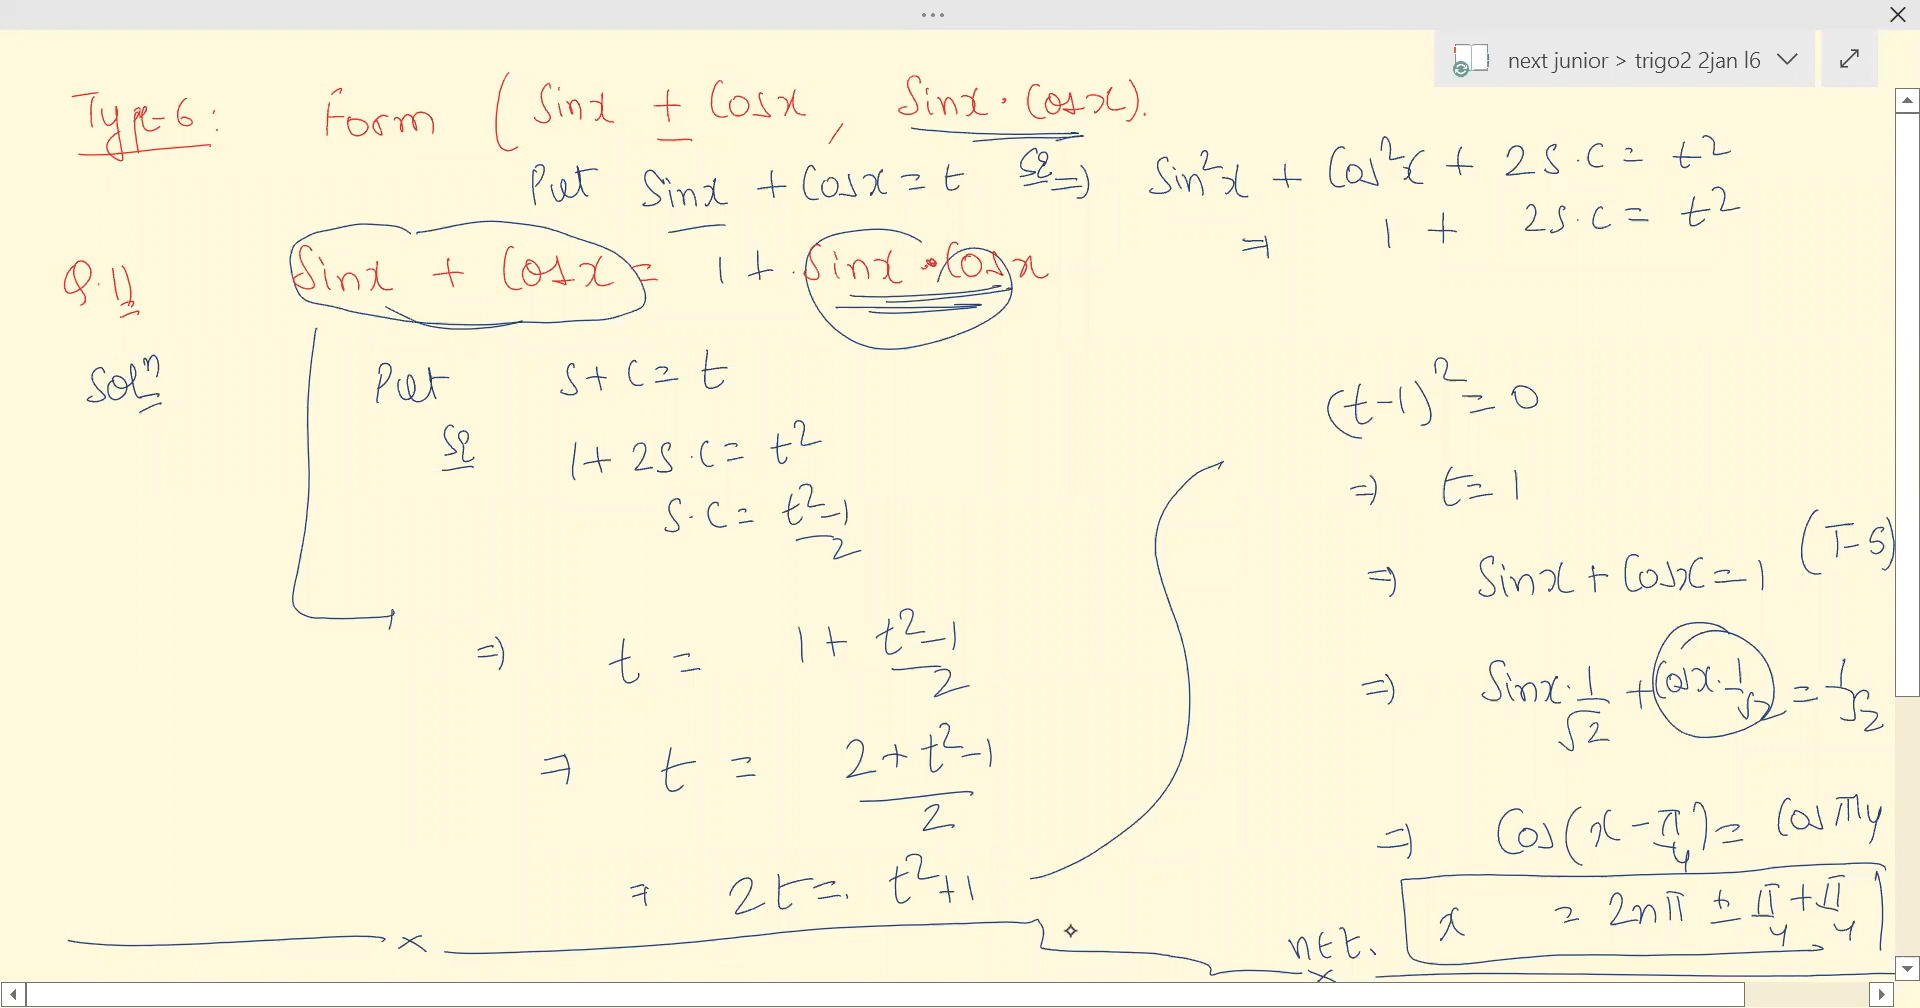 next junior > trigo2 2jan l6
Type-6: Form (Sinx ± Cosx, Sinx·Cosx).
Put Sinx + Cosx = t Sq ⇒) Sin²x + Cos²x + 2S·C = t²
⇒ 1 + 2S·C = t²
Q.1) Sinx + Cosx = 1 + Sinx·Cosx
Solⁿ Put S + C = t
Sq 1 + 2S·C = t²
S·C = t²-1/2
⇒ t = 1 + t²-1/2
⇒ t = 2+t²-1/2
⇒ 2t = t²+1
(t-1)² = 0
⇒ t = 1
⇒ Sinx + Cosx = 1 (T-5)
⇒ Sinx·1/√2 + Cosx·1/√2 = 1/√2
⇒ Cos(x - π/4) = Cos π/4
x = 2nπ ± π/4 + π/4
n∈I.